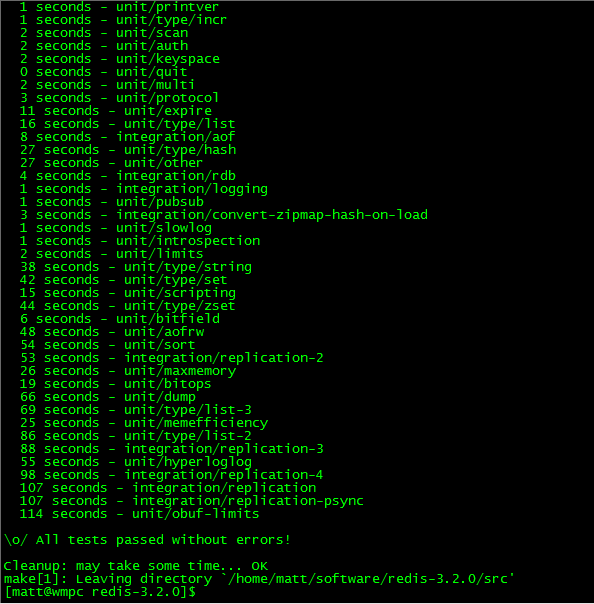 1 seconds - unit/printver
1 seconds - unit/type/incr
2 seconds - unit/scan
2 seconds - unit/auth
2 seconds - unit/keyspace
0 seconds - unit/quit
2 seconds - unit/multi
3 seconds - unit/protocol
11 seconds - unit/expire
16 seconds - unit/type/list
8 seconds - integration/aof
27 seconds - unit/type/hash
27 seconds - unit/other
4 seconds - integration/rdb
1 seconds - integration/logging
1 seconds - unit/pubsub
3 seconds - integration/convert-zipmap-hash-on-load
1 seconds - unit/slowlog
1 seconds - unit/introspection
2 seconds - unit/limits
38 seconds - unit/type/string
42 seconds - unit/type/set
15 seconds - unit/scripting
44 seconds - unit/type/zset
6 seconds - unit/bitfield
48 seconds - unit/aofrw
54 seconds - unit/sort
53 seconds - integration/replication-2
26 seconds - unit/maxmemory
19 seconds - unit/bitops
66 seconds - unit/dump
69 seconds - unit/type/list-3
25 seconds - unit/memefficiency
86 seconds - unit/type/list-2
88 seconds - integration/replication-3
55 seconds - unit/hyperloglog
98 seconds - integration/replication-4
107 seconds - integration/replication
107 seconds - integration/replication-psync
114 seconds - unit/obuf-limits
\o/ All tests passed without errors!
Cleanup: may take some time... OK
make[1]: Leaving directory `/home/matt/software/redis-3.2.0/src'
[matt@wmpc redis-3.2.0]$